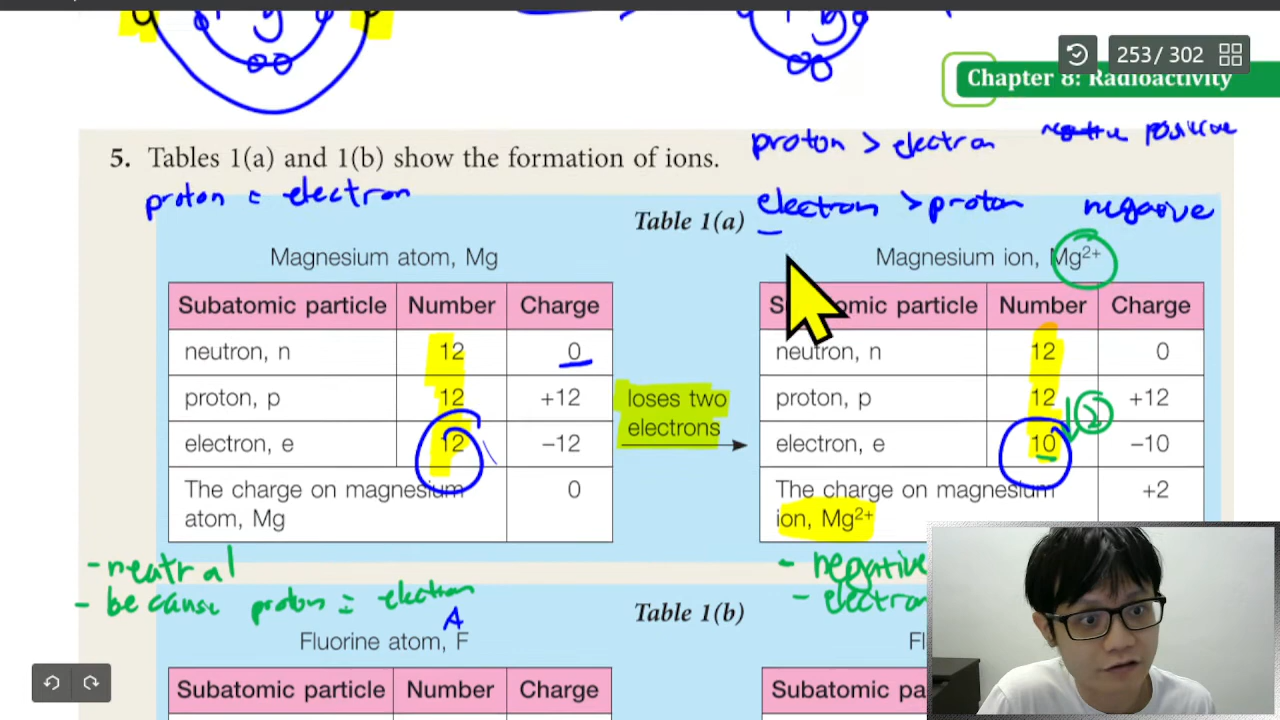 253/302
Chapter 8: Radioactivity
proton > electron positive
5. Tables 1(a) and 1(b) show the formation of ions.
proton = electron
electron > proton negative
Table 1(a)
Magnesium atom, Mg
Subatomic particle Number Charge
neutron, n 12 0
proton, p 12 +12
electron, e 12 –12
The charge on magnesium 0
atom, Mg
loses two
electrons
Magnesium ion, Mg2+
omic particle Number Charge
neutron, n 12 0
proton, p 12 +12
2
electron, e 10 –10
The charge on magnesium +2
ion, Mg2+
- neutral
- because proton = electron
- negative
- electron
Table 1(b)
A
Fluorine atom, F
Subatomic particle Number Charge
Fl
Subatomic pa